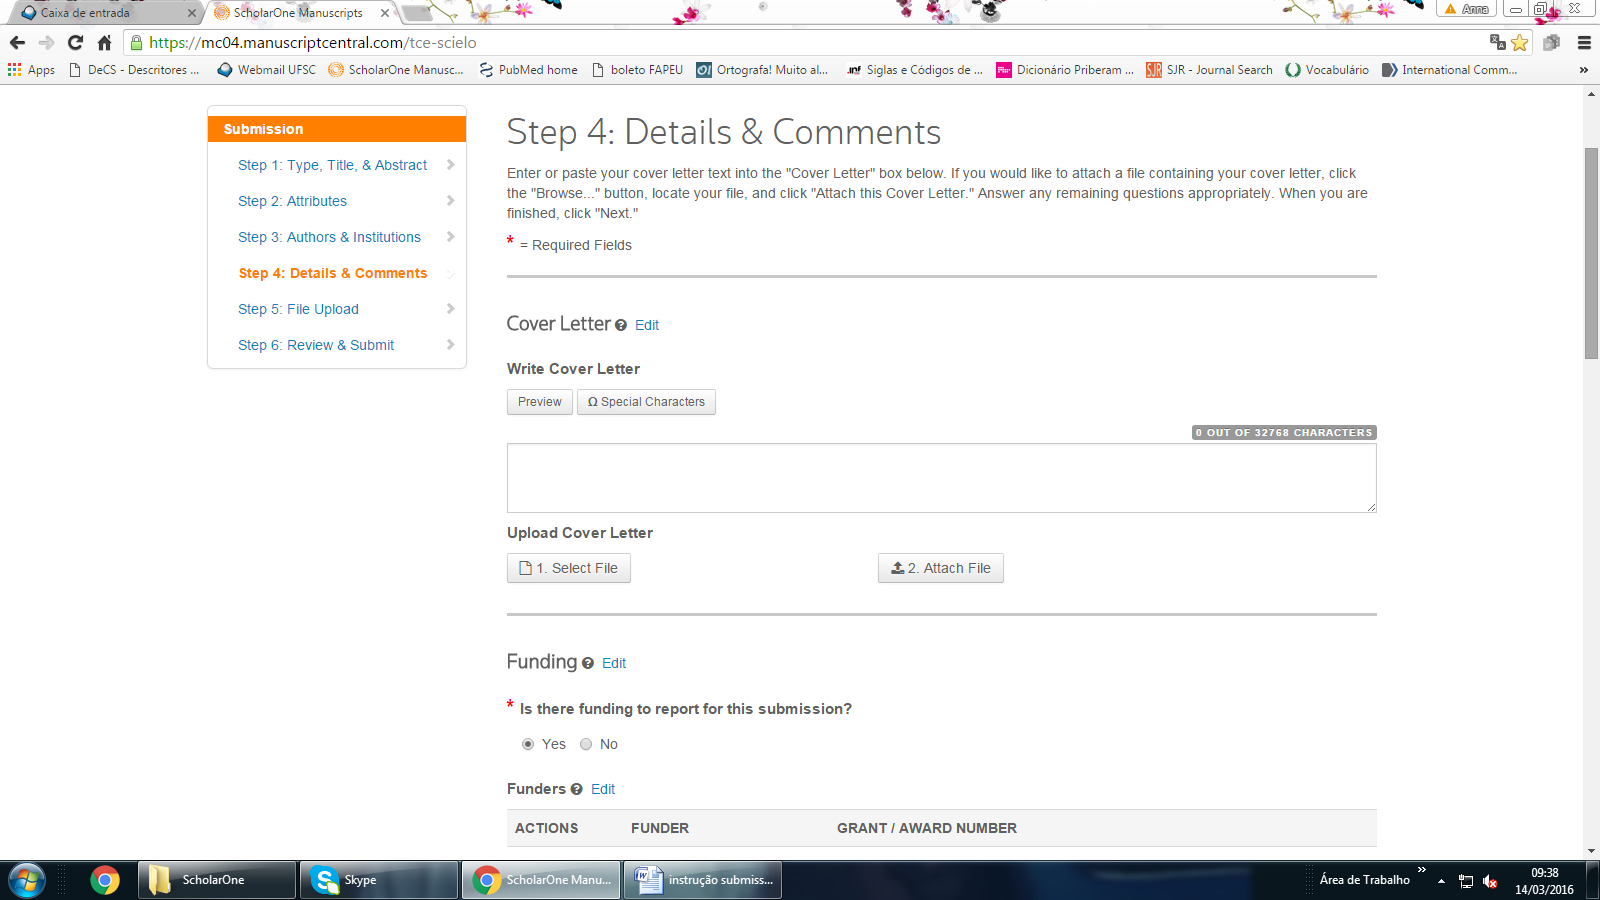 Caixa de entrada
ScholarOne Manuscripts
Anna
https://mc04.manuscriptcentral.com/tce-scielo
Apps
DeCS - Descritores ...
Webmail UFSC
ScholarOne Manusc...
PubMed home
boleto FAPEU
Ortografa! Muito al...
Siglas e Códigos de ...
Dicionário Priberam ...
SJR - Journal Search
Vocabulário
International Comm...
»
Submission
Step 1: Type, Title, & Abstract
Step 2: Attributes
Step 3: Authors & Institutions
Step 4: Details & Comments
Step 5: File Upload
Step 6: Review & Submit
Step 4: Details & Comments
Enter or paste your cover letter text into the "Cover Letter" box below. If you would like to attach a file containing your cover letter, click
the "Browse..." button, locate your file, and click "Attach this Cover Letter." Answer any remaining questions appropriately. When you are
finished, click "Next."
* = Required Fields
Cover Letter Edit
Write Cover Letter
Preview
Ω Special Characters
0 OUT OF 32768 CHARACTERS
Upload Cover Letter
1. Select File
2. Attach File
Funding Edit
* Is there funding to report for this submission?
Yes No
Funders Edit
ACTIONS FUNDER GRANT / AWARD NUMBER
ScholarOne
Skype
ScholarOne Manu...
instrução submiss...
Área de Trabalho »
09:38
14/03/2016